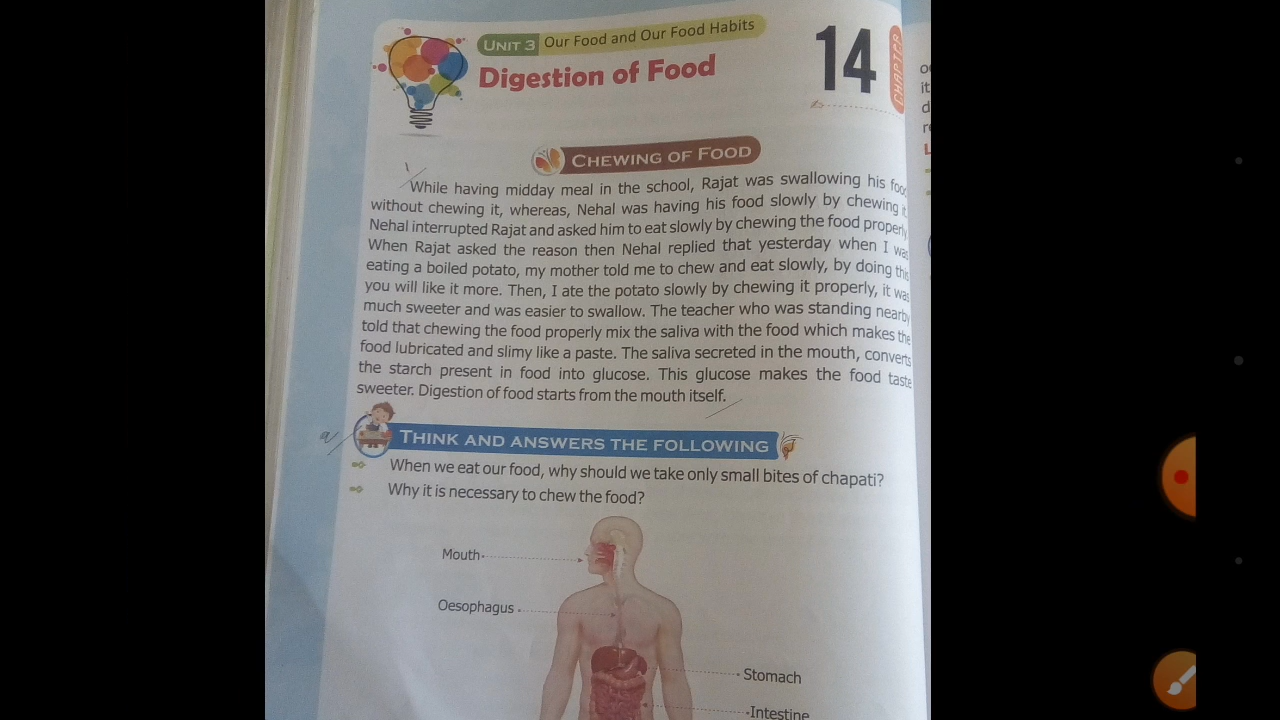 UNIT 3 Our Food and Our Food Habits
Digestion of Food
14
CHAPTER
CHEWING OF FOOD
While having midday meal in the school, Rajat was swallowing his food
without chewing it, whereas, Nehal was having his food slowly by chewing it.
Nehal interrupted Rajat and asked him to eat slowly by chewing the food properly
When Rajat asked the reason then Nehal replied that yesterday when I was
eating a boiled potato, my mother told me to chew and eat slowly, by doing this
you will like it more. Then, I ate the potato slowly by chewing it properly, it was
much sweeter and was easier to swallow. The teacher who was standing nearby
told that chewing the food properly mix the saliva with the food which makes the
food lubricated and slimy like a paste. The saliva secreted in the mouth, converts
the starch present in food into glucose. This glucose makes the food taste
sweeter. Digestion of food starts from the mouth itself.
THINK AND ANSWERS THE FOLLOWING
When we eat our food, why should we take only small bites of chapati?
Why it is necessary to chew the food?
Mouth
Oesophagus
Stomach
Intestine